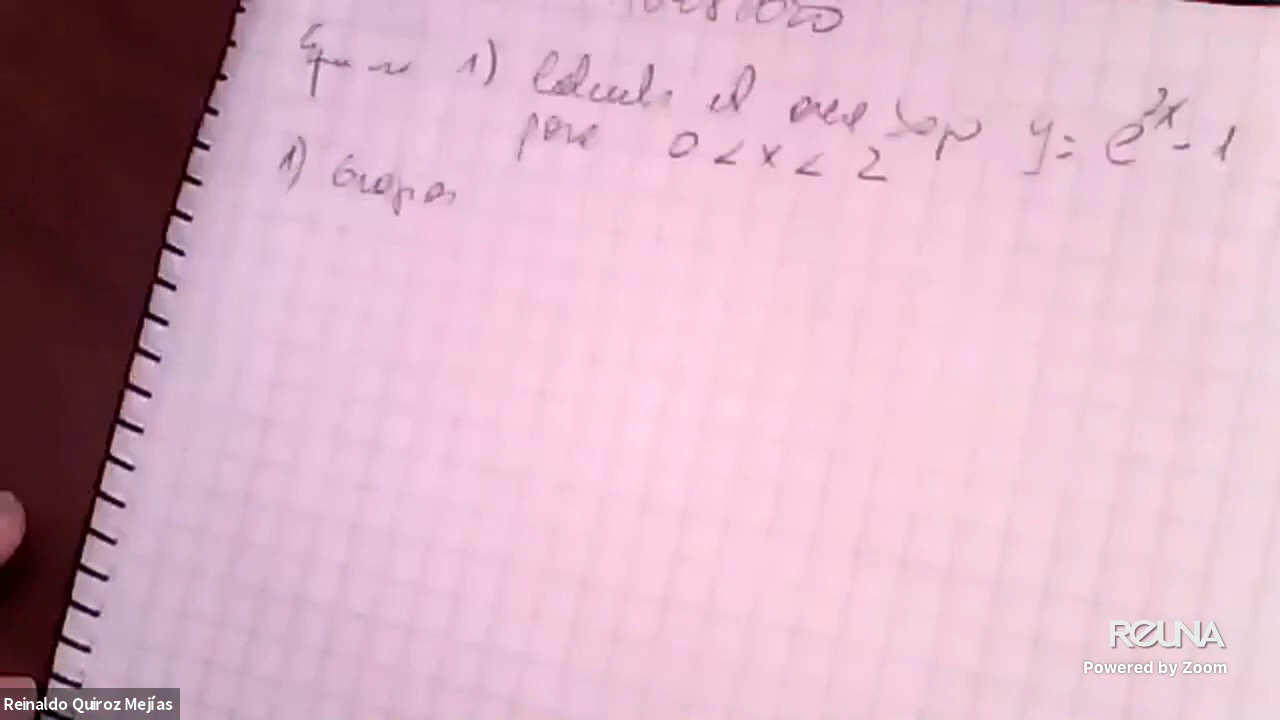 1) Calcule el area bajo y = e^{2x} - 1
para 0 < x < 2
1) Grafica
REUNA
Powered by Zoom
Reinaldo Quiroz Mejías